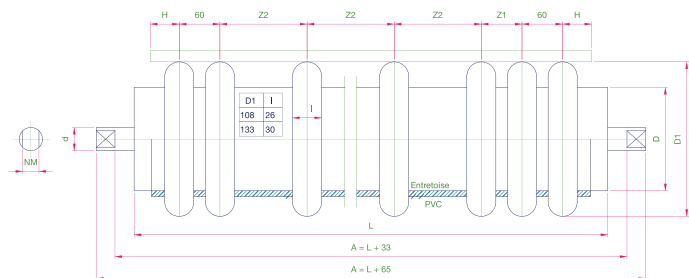 H 60 Z2 Z2 Z2 Z1 60 H
D1 I
108 26
133 30
I
d
NM
D
D1
Entretoise
PVC
L
A = L + 33
A = L + 65